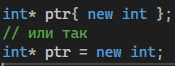 int* ptr{ new int };
// или так
int* ptr = new int;